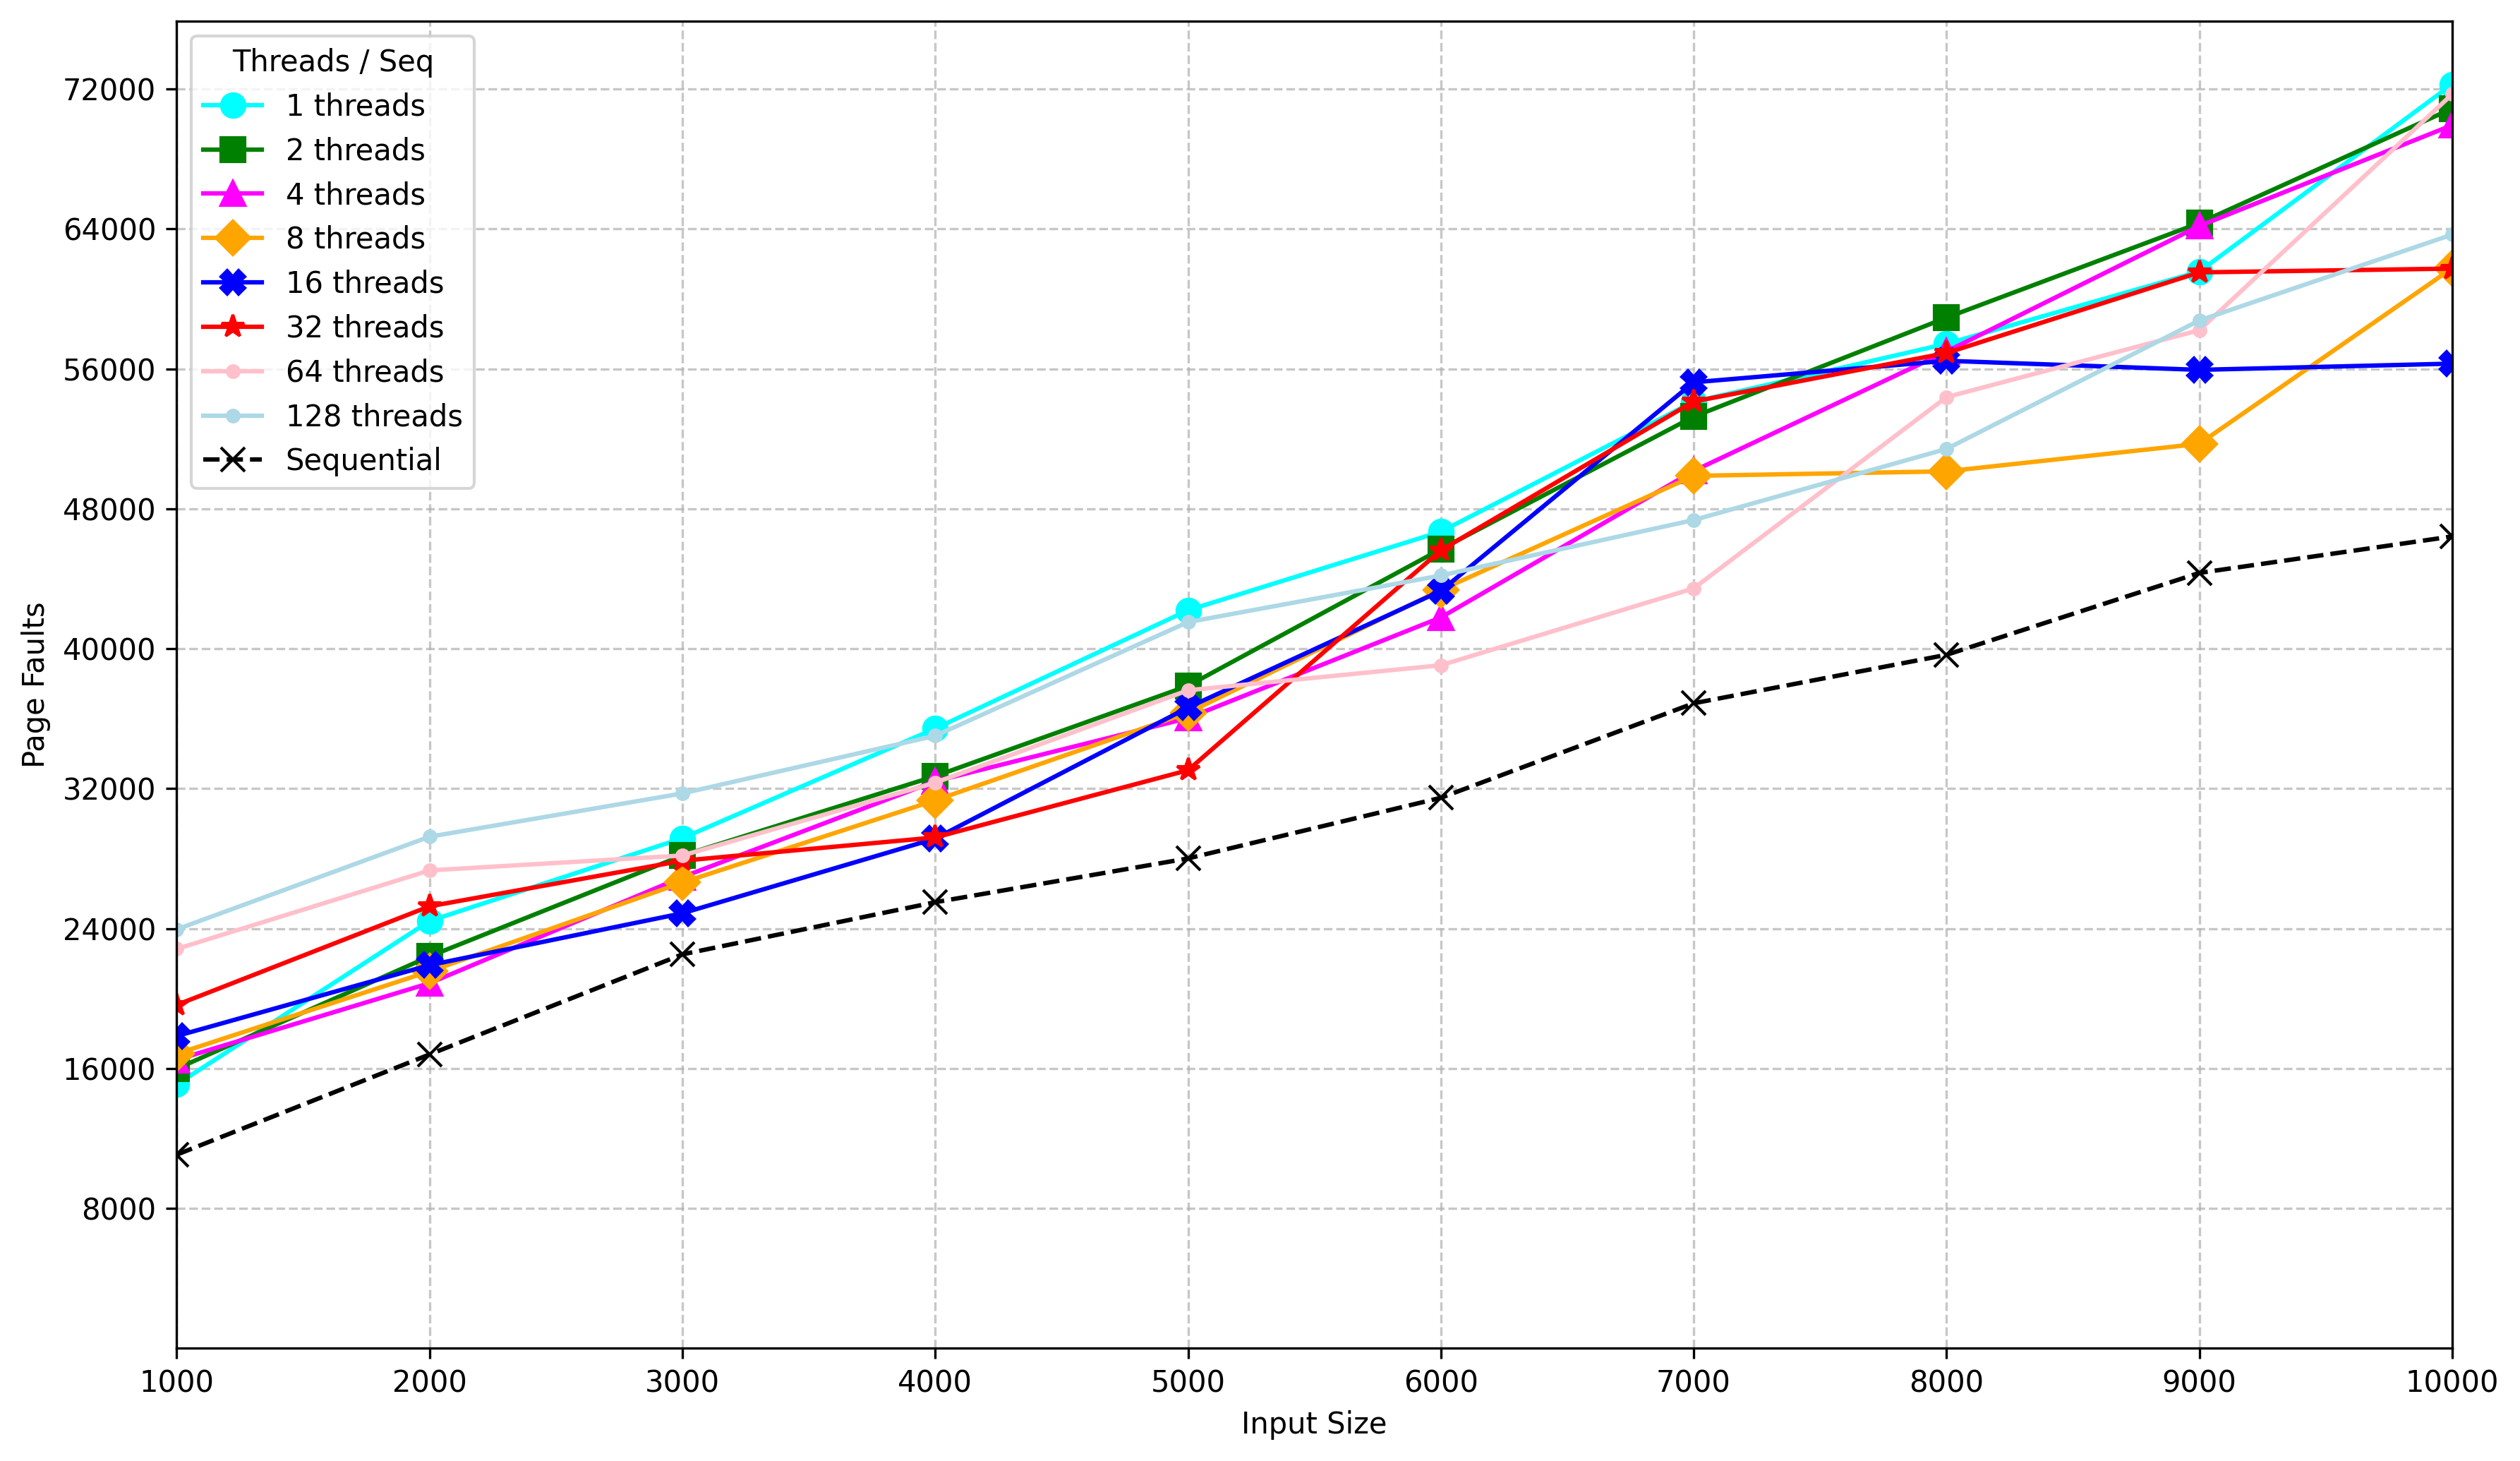 Threads / Seq
1 threads
2 threads
4 threads
8 threads
16 threads
32 threads
64 threads
128 threads
Sequential
72000
64000
56000
48000
40000
32000
24000
16000
8000
Page Faults
1000 2000 3000 4000 5000 6000 7000 8000 9000 10000
Input Size